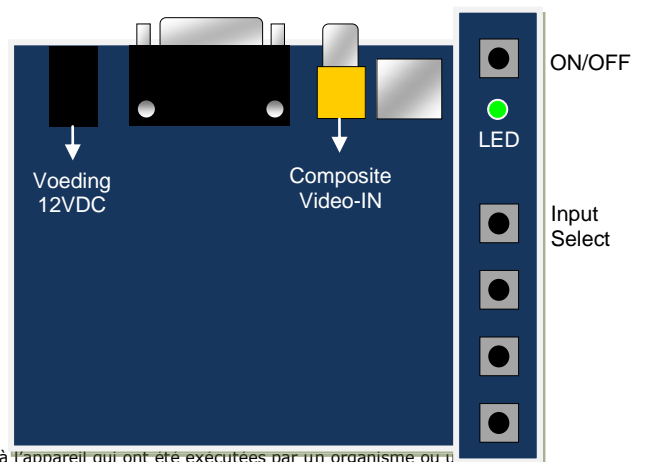 ON/OFF
LED
Voeding
12VDC
Composite
Video-IN
Input
Select
à l'appareil qui ont été exécutées par un organisme ou